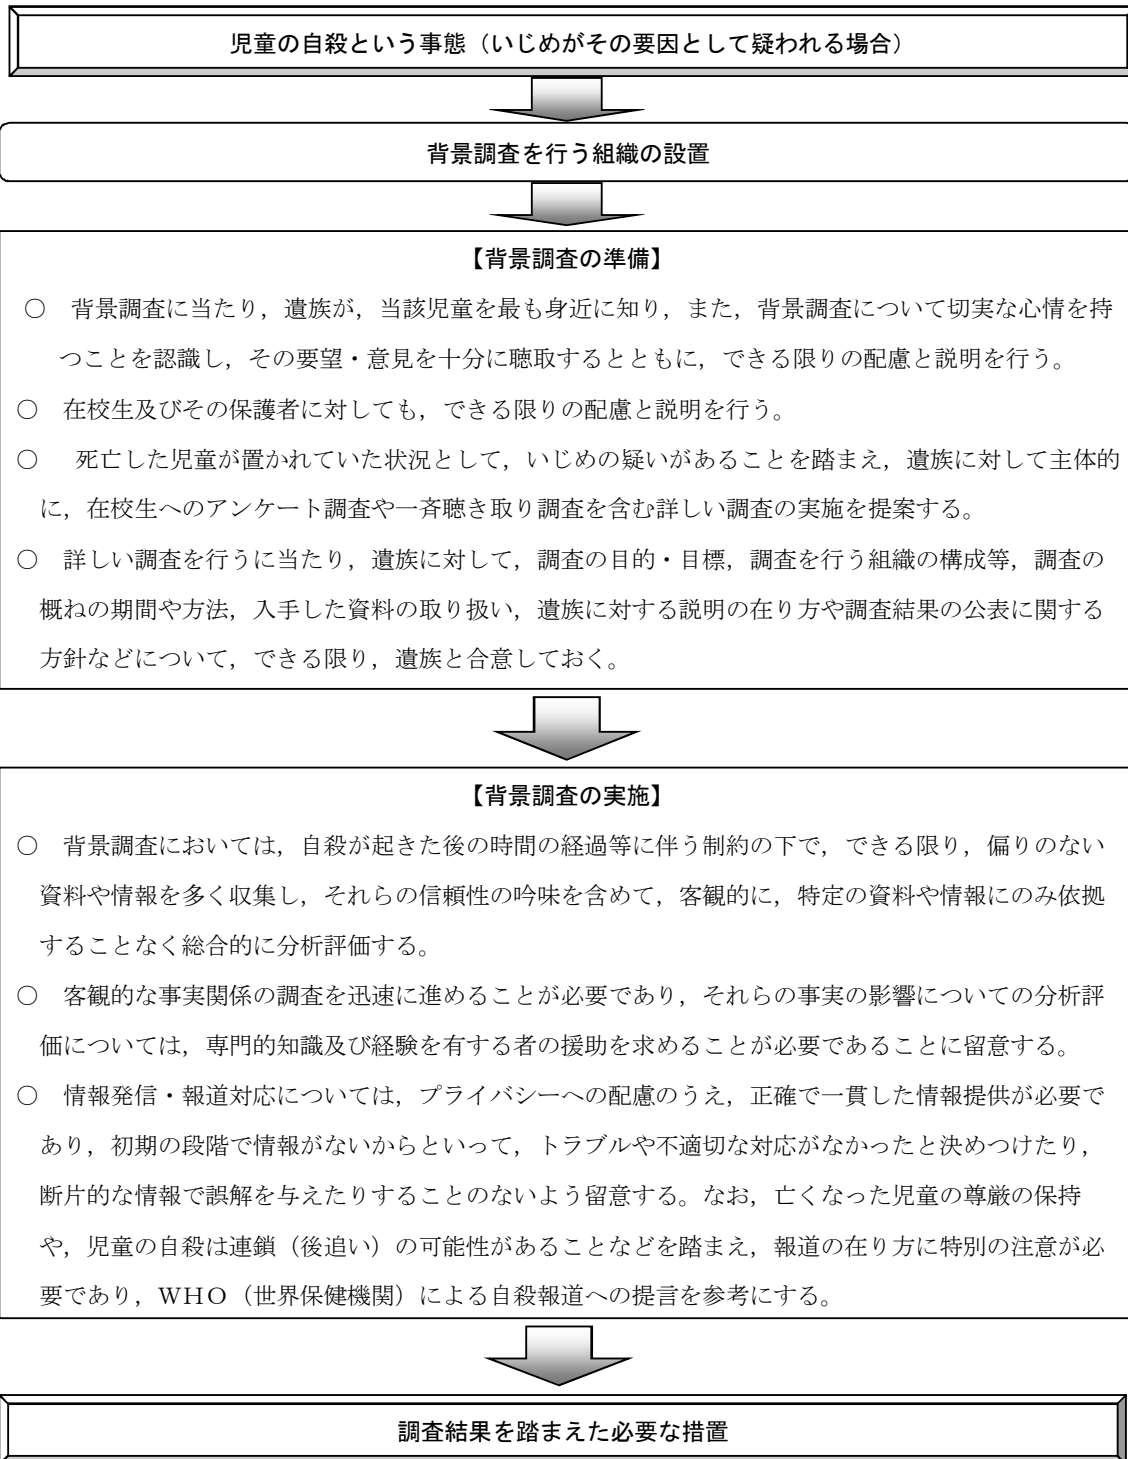 児童の自殺という事態（いじめがその要因として疑われる場合）
背景調査を行う組織の設置
【背景調査の準備】
○　背景調査に当たり，遺族が，当該児童を最も身近に知り，また，背景調査について切実な心情を持
つことを認識し，その要望・意見を十分に聴取するとともに，できる限りの配慮と説明を行う。
○　在校生及びその保護者に対しても，できる限りの配慮と説明を行う。
○　死亡した児童が置かれていた状況として，いじめの疑いがあることを踏まえ，遺族に対して主体的
に，在校生へのアンケート調査や一斉聴き取り調査を含む詳しい調査の実施を提案する。
○　詳しい調査を行うに当たり，遺族に対して，調査の目的・目標，調査を行う組織の構成等，調査の
概ねの期間や方法，入手した資料の取り扱い，遺族に対する説明の在り方や調査結果の公表に関する
方針などについて，できる限り，遺族と合意しておく。
【背景調査の実施】
○　背景調査においては，自殺が起きた後の時間の経過等に伴う制約の下で，できる限り，偏りのない
資料や情報を多く収集し，それらの信頼性の吟味を含めて，客観的に，特定の資料や情報にのみ依拠
することなく総合的に分析評価する。
○　客観的な事実関係の調査を迅速に進めることが必要であり，それらの事実の影響についての分析評
価については，専門的知識及び経験を有する者の援助を求めることが必要であることに留意する。
○　情報発信・報道対応については，プライバシーへの配慮のうえ，正確で一貫した情報提供が必要で
あり，初期の段階で情報がないからといって，トラブルや不適切な対応がなかったと決めつけたり，
断片的な情報で誤解を与えたりすることのないよう留意する。なお，亡くなった児童の尊厳の保持
や，児童の自殺は連鎖（後追い）の可能性があることなどを踏まえ，報道の在り方に特別の注意が必
要であり，ＷＨＯ（世界保健機関）による自殺報道への提言を参考にする。
調査結果を踏まえた必要な措置